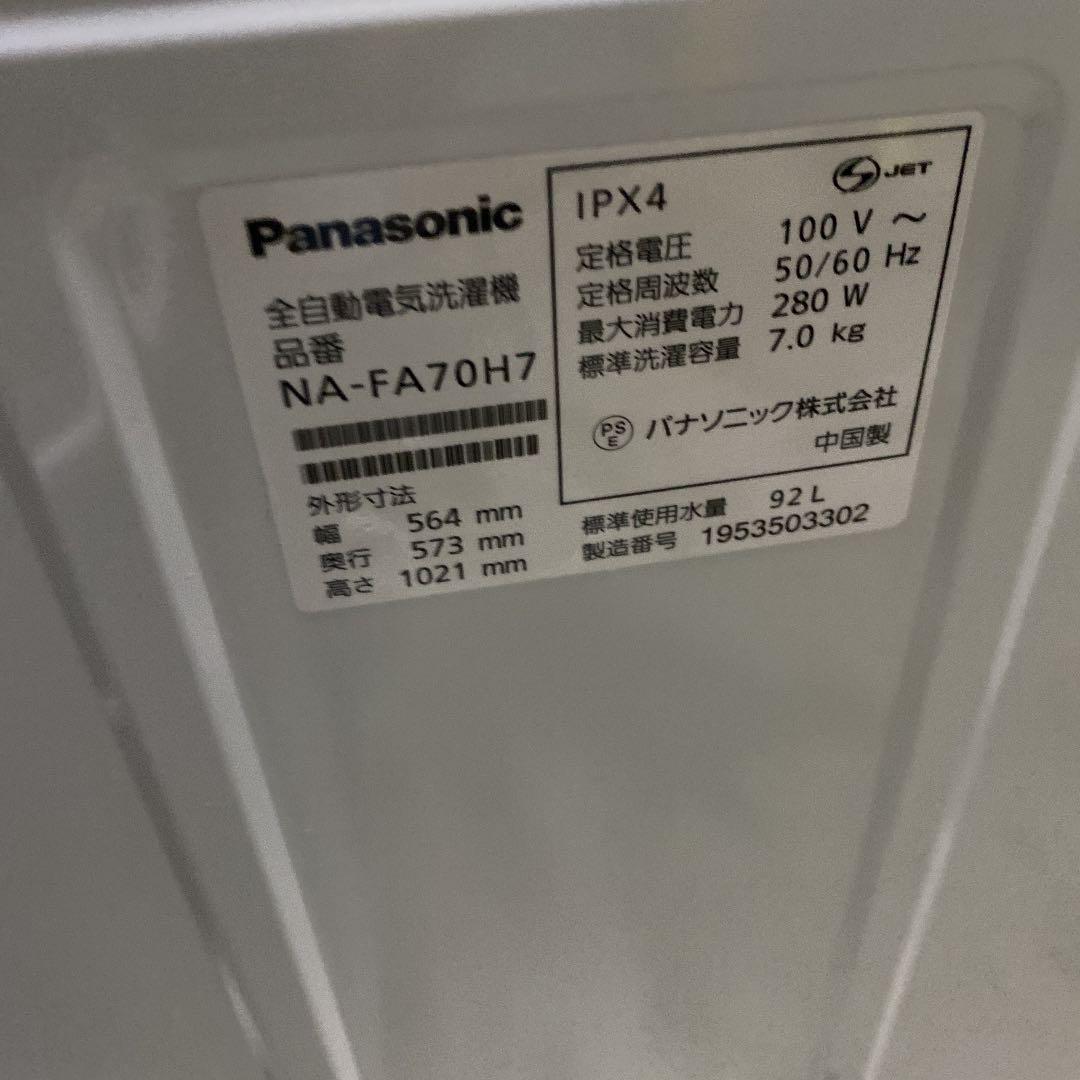 Panasonic
全自動電気洗濯機
品番
NA-FA70H7
外形寸法
幅 564 mm
奥行 573 mm
高さ 1021 mm
JET
IPX4
定格電圧 100 V ～
定格周波数 50/60 Hz
最大消費電力 280 W
標準洗濯容量 7.0 kg
PS E パナソニック株式会社
中国製
標準使用水量 92 L
製造番号 1953503302